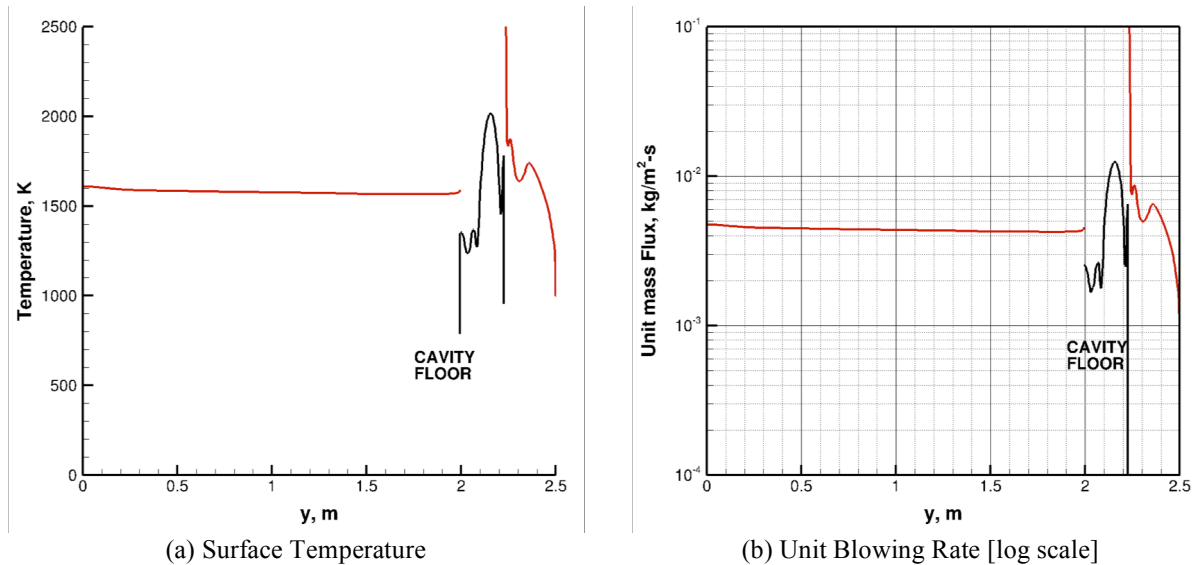 2500
2000
1500
1000
500
0
Temperature, K
CAVITY
FLOOR
0
0.5
1
1.5
2
2.5
y, m
(a) Surface Temperature
10⁻¹
10⁻²
10⁻³
10⁻⁴
Unit mass Flux, kg/m²-s
CAVITY
FLOOR
0
0.5
1
1.5
2
2.5
y, m
(b) Unit Blowing Rate [log scale]